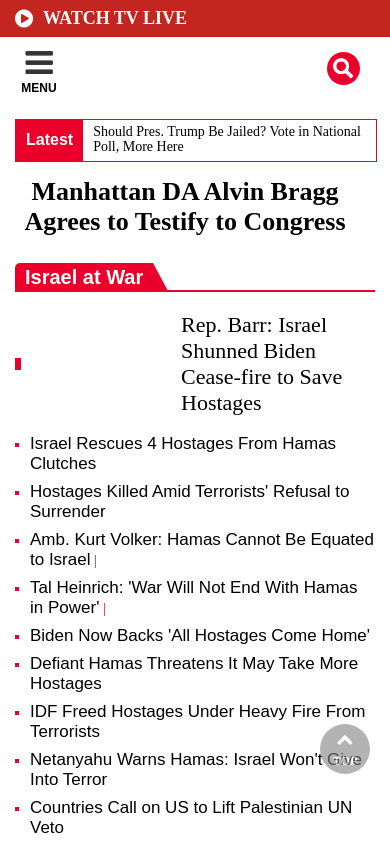 WATCH TV LIVE
MENU
Latest
Should Pres. Trump Be Jailed? Vote in National
Poll, More Here
Manhattan DA Alvin Bragg
Agrees to Testify to Congress
Israel at War
Rep. Barr: Israel
Shunned Biden
Cease-fire to Save
Hostages
Israel Rescues 4 Hostages From Hamas
Clutches
Hostages Killed Amid Terrorists' Refusal to
Surrender
Amb. Kurt Volker: Hamas Cannot Be Equated
to Israel |
Tal Heinrich: 'War Will Not End With Hamas
in Power' |
Biden Now Backs 'All Hostages Come Home'
Defiant Hamas Threatens It May Take More
Hostages
IDF Freed Hostages Under Heavy Fire From
Terrorists
Netanyahu Warns Hamas: Israel Won't Give
Into Terror
Countries Call on US to Lift Palestinian UN
Veto